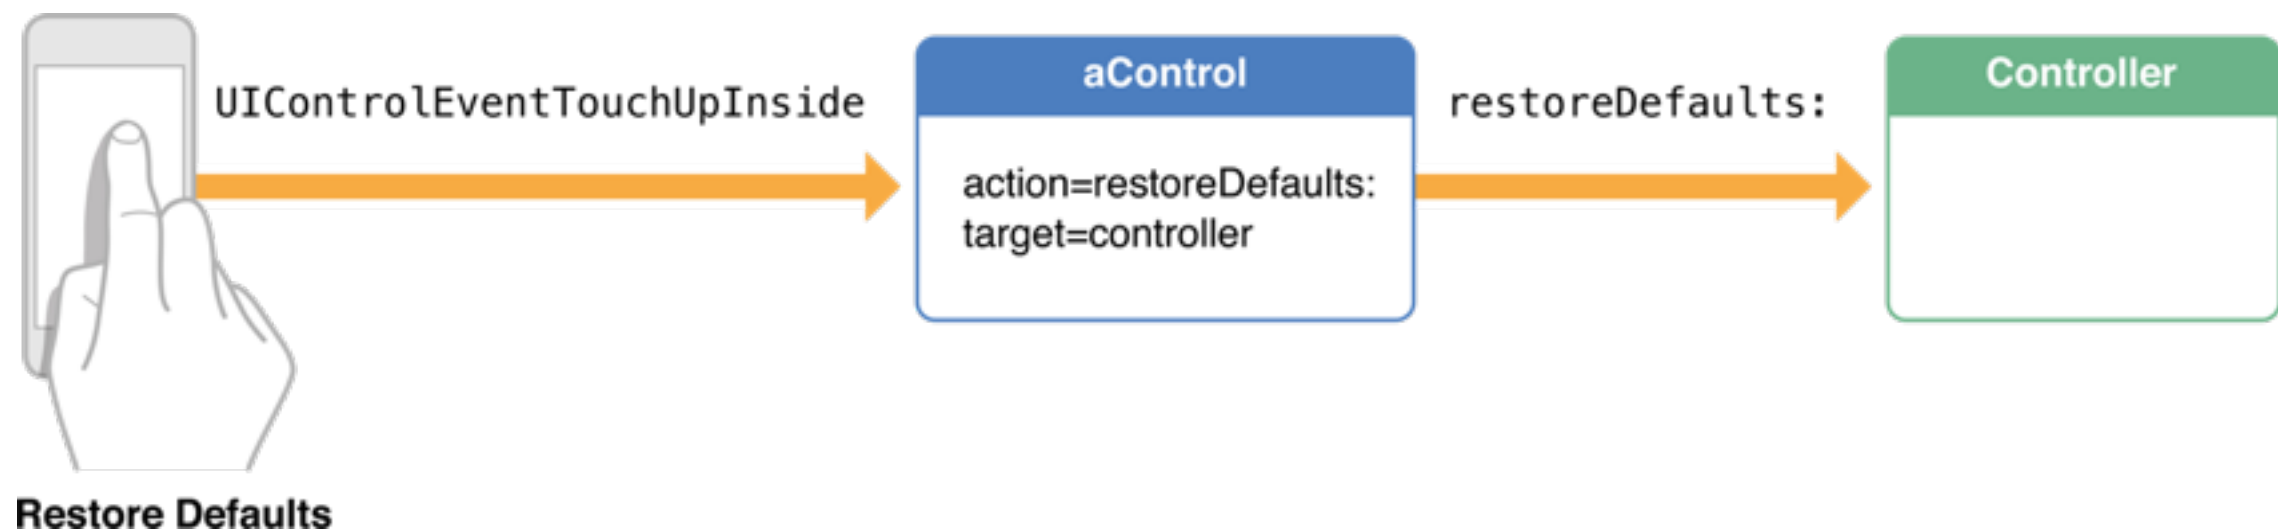 UIControlEventTouchUpInside
aControl
action=restoreDefaults:
target=controller
restoreDefaults:
Controller
Restore Defaults